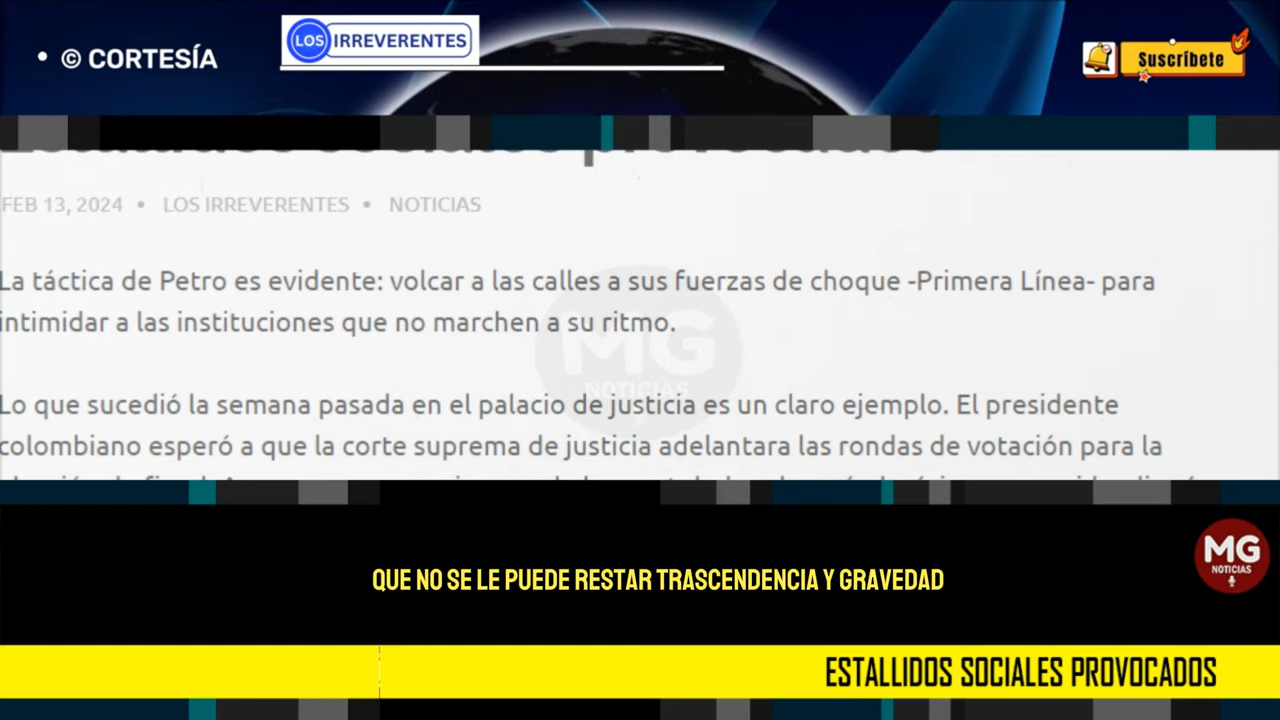 • © CORTESÍA
LOS IRREVERENTES
Suscríbete
FEB 13, 2024 • LOS IRREVERENTES • NOTICIAS
La táctica de Petro es evidente: volcar a las calles a sus fuerzas de choque -Primera Línea- para
intimidar a las instituciones que no marchen a su ritmo.
MG
NOTICIAS
Lo que sucedió la semana pasada en el palacio de justicia es un claro ejemplo. El presidente
colombiano esperó a que la corte suprema de justicia adelantara las rondas de votación para la
MG
NOTICIAS
QUE NO SE LE PUEDE RESTAR TRASCENDENCIA Y GRAVEDAD
ESTALLIDOS SOCIALES PROVOCADOS